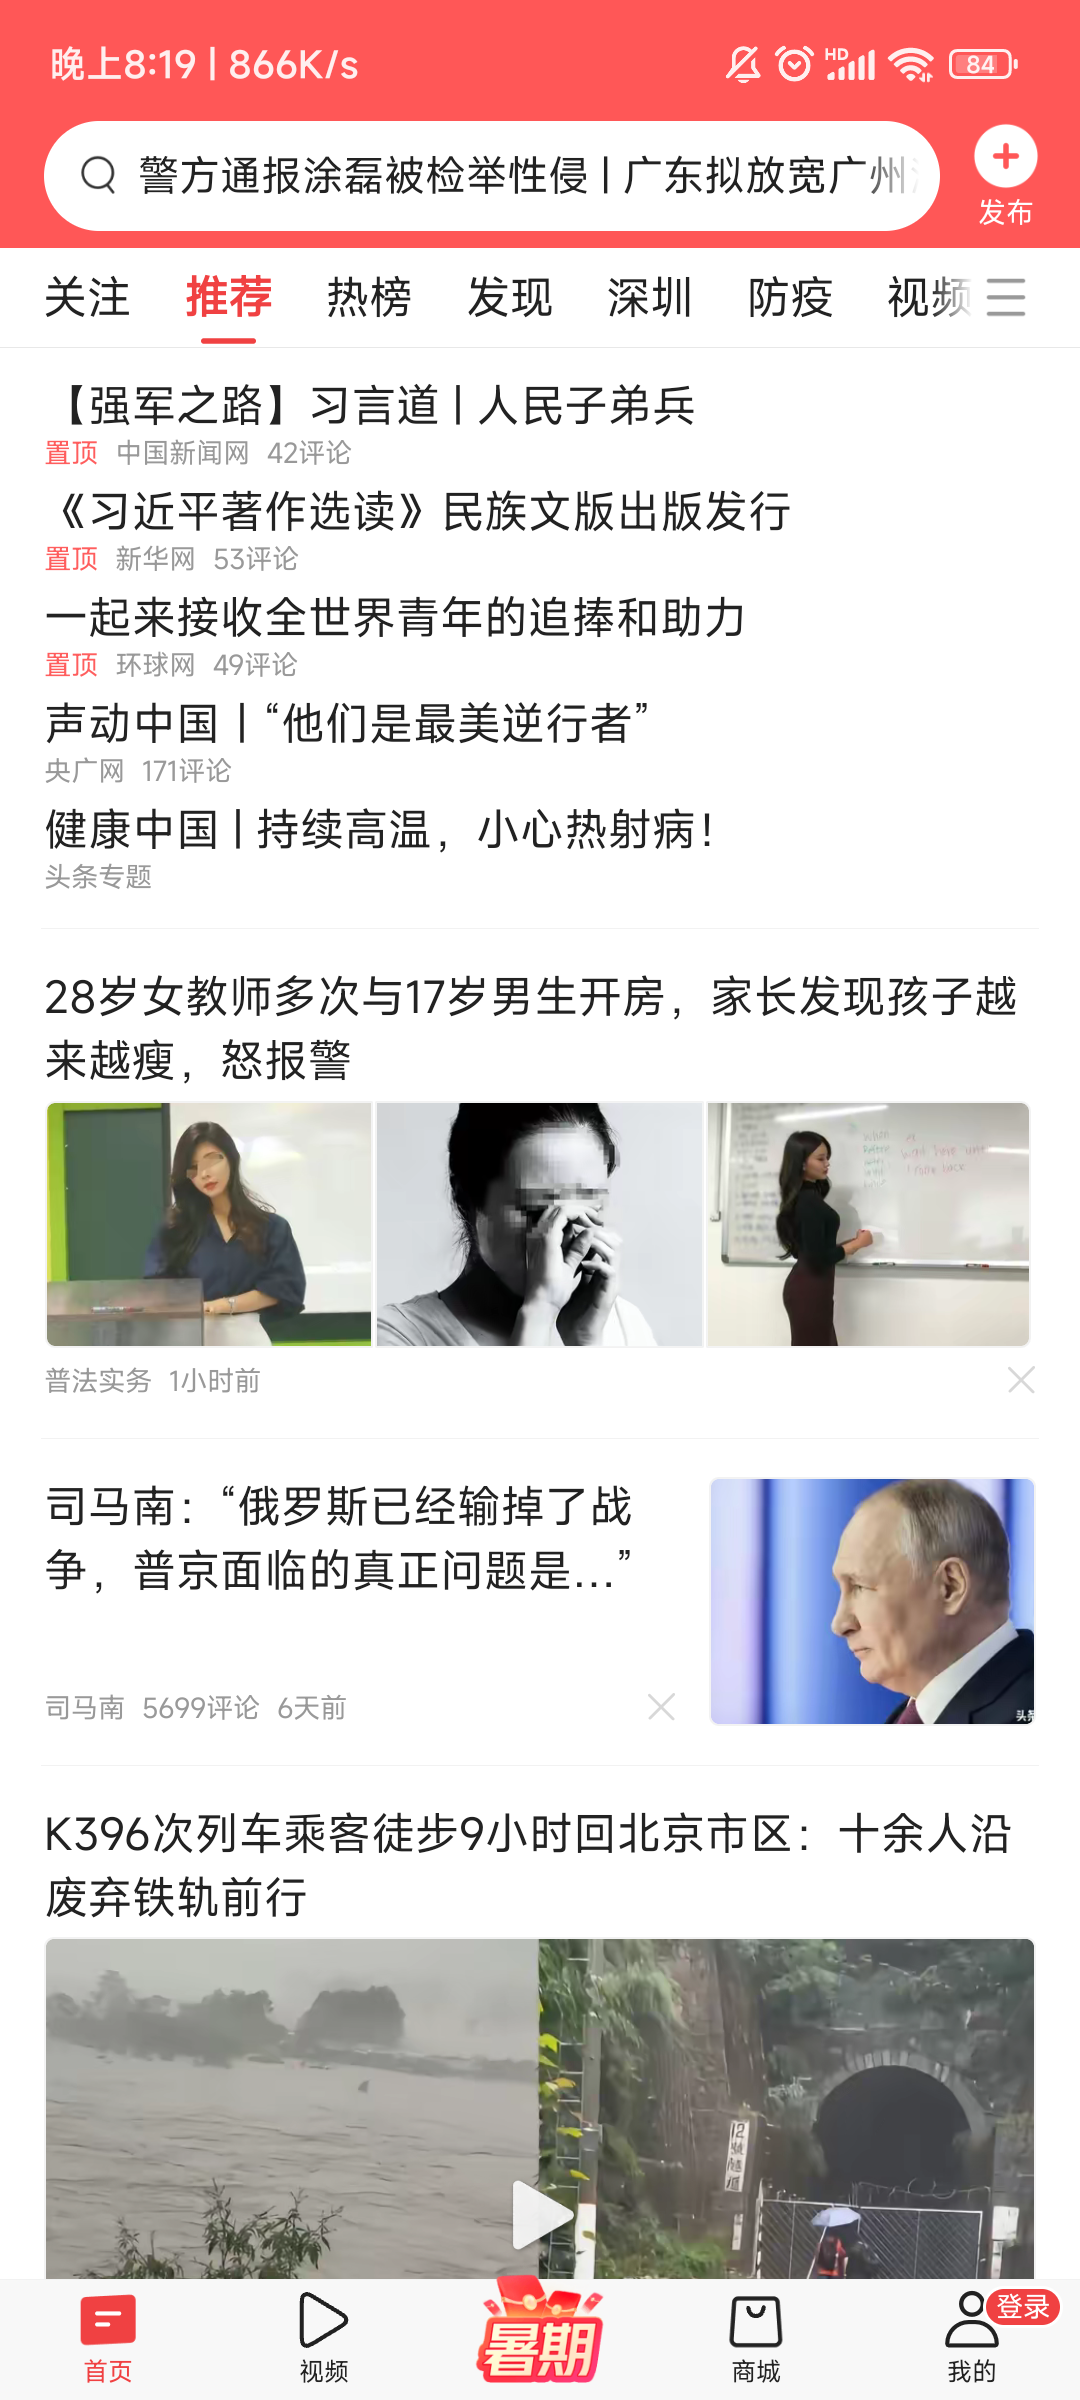 晚上8:19 | 866K/s
HD
84
警方通报涂磊被检举性侵 | 广东拟放宽广州
发布
关注 推荐 热榜 发现 深圳 防疫 视频
【强军之路】习言道 | 人民子弟兵
置顶 中国新闻网 42评论
《习近平著作选读》民族文版出版发行
置顶 新华网 53评论
一起来接收全世界青年的追捧和助力
置顶 环球网 49评论
声动中国丨“他们是最美逆行者”
央广网 171评论
健康中国 | 持续高温，小心热射病！
头条专题
28岁女教师多次与17岁男生开房，家长发现孩子越
来越瘦，怒报警
普法实务 1小时前
司马南：“俄罗斯已经输掉了战
争，普京面临的真正问题是...”
头条
司马南 5699评论 6天前
K396次列车乘客徒步9小时回北京市区：十余人沿
废弃铁轨前行
首页 视频 暑期 商城 我的 登录